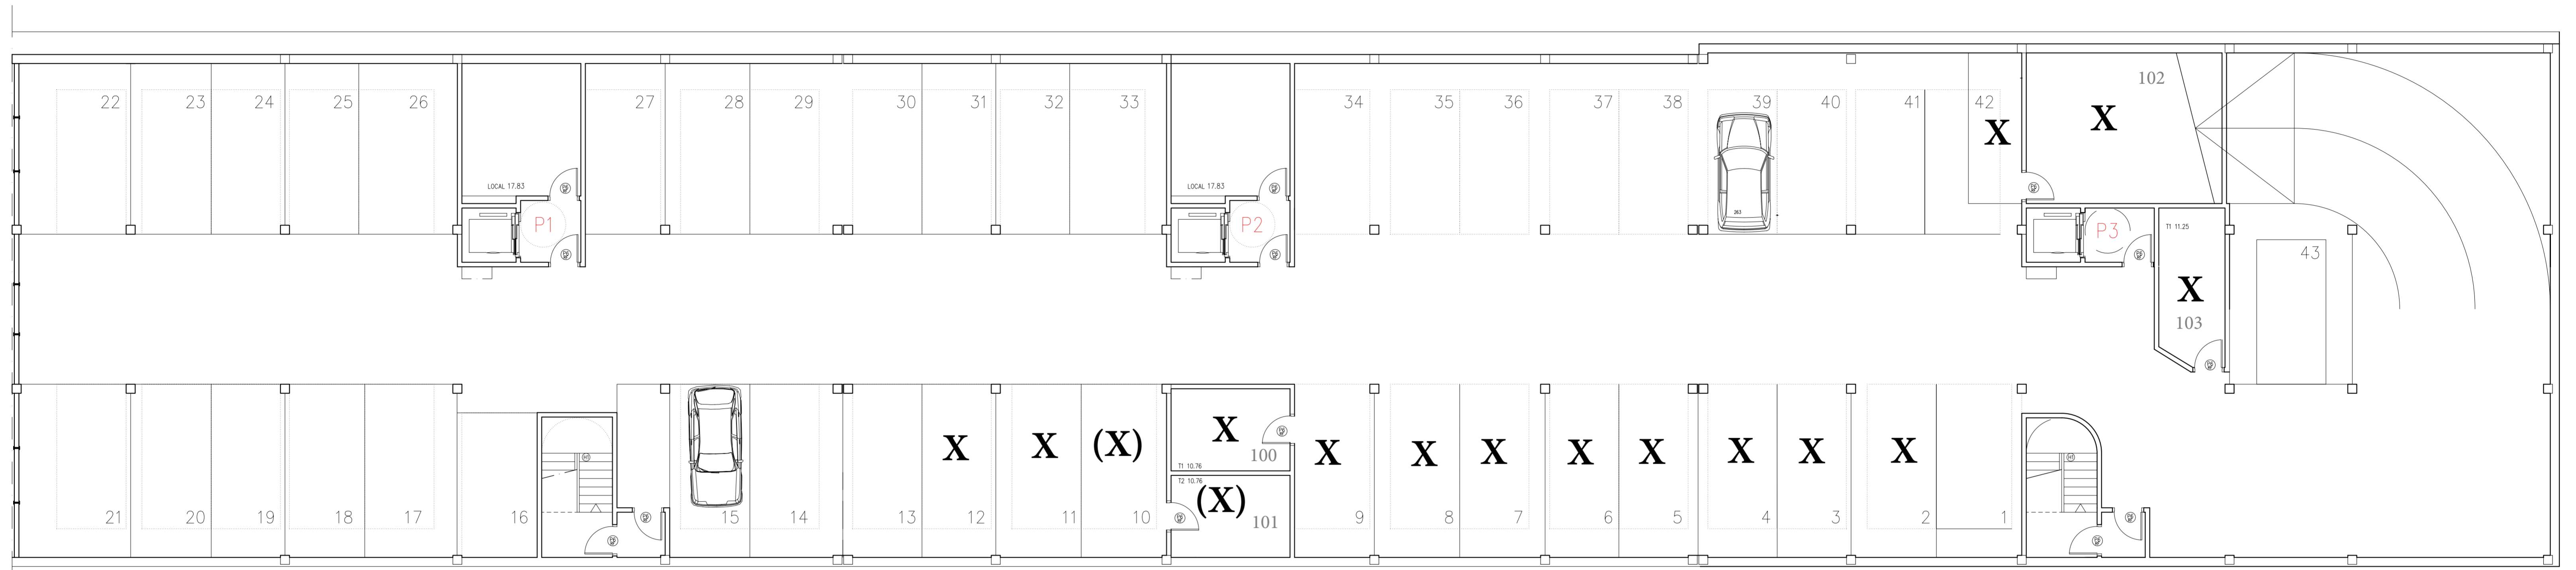 102
22 23 24 25 26 27 28 29 30 31 32 33 34 35 36 37 38 39 40 41 42
X X
LOCAL 17.83 LOCAL 17.83
263
P1 P2 P3
T1 11.25
43
X
103
X X (X) X X X X X X X X X
100
T1 10.76
T2 10.76
(X)
101
21 20 19 18 17 16 15 14 13 12 11 10 9 8 7 6 5 4 3 2 1